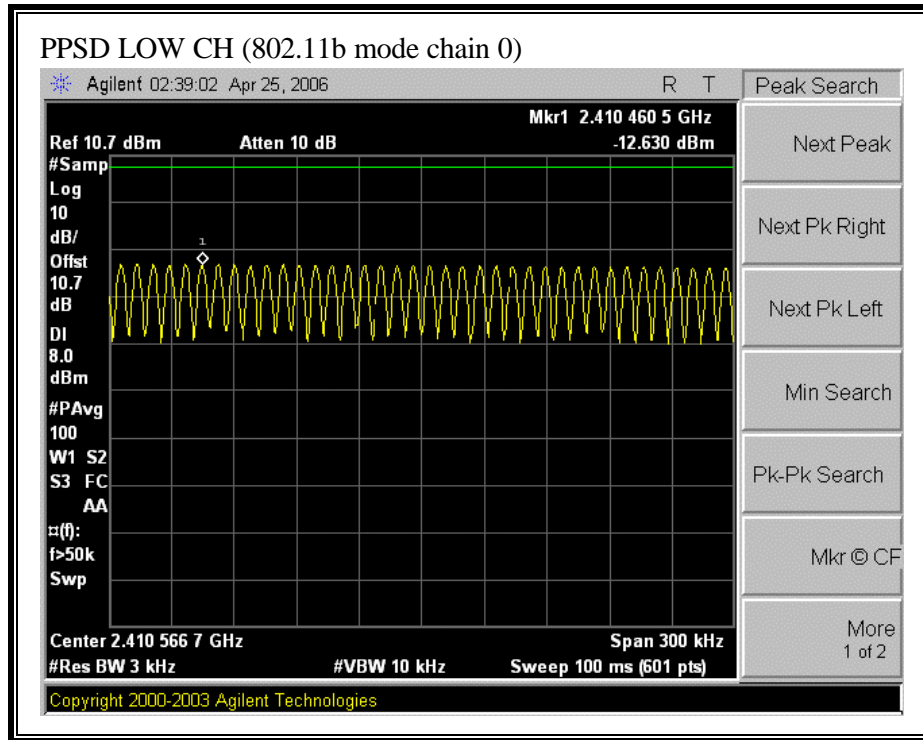 PPSD LOW CH (802.11b mode chain 0)
Agilent 02:39:02 Apr 25, 2006 R T Peak Search
Mkr1 2.410 460 5 GHz
Ref 10.7 dBm Atten 10 dB -12.630 dBm
#Samp
Log
10
dB/
Offst
10.7
dB
DI
8.0
dBm
#PAvg
100
W1 S2
S3 FC
AA
¤(f):
f>50k
Swp
1
Center 2.410 566 7 GHz Span 300 kHz
#Res BW 3 kHz #VBW 10 kHz Sweep 100 ms (601 pts)
Copyright 2000-2003 Agilent Technologies
Next Peak
Next Pk Right
Next Pk Left
Min Search
Pk-Pk Search
Mkr © CF
More
1 of 2